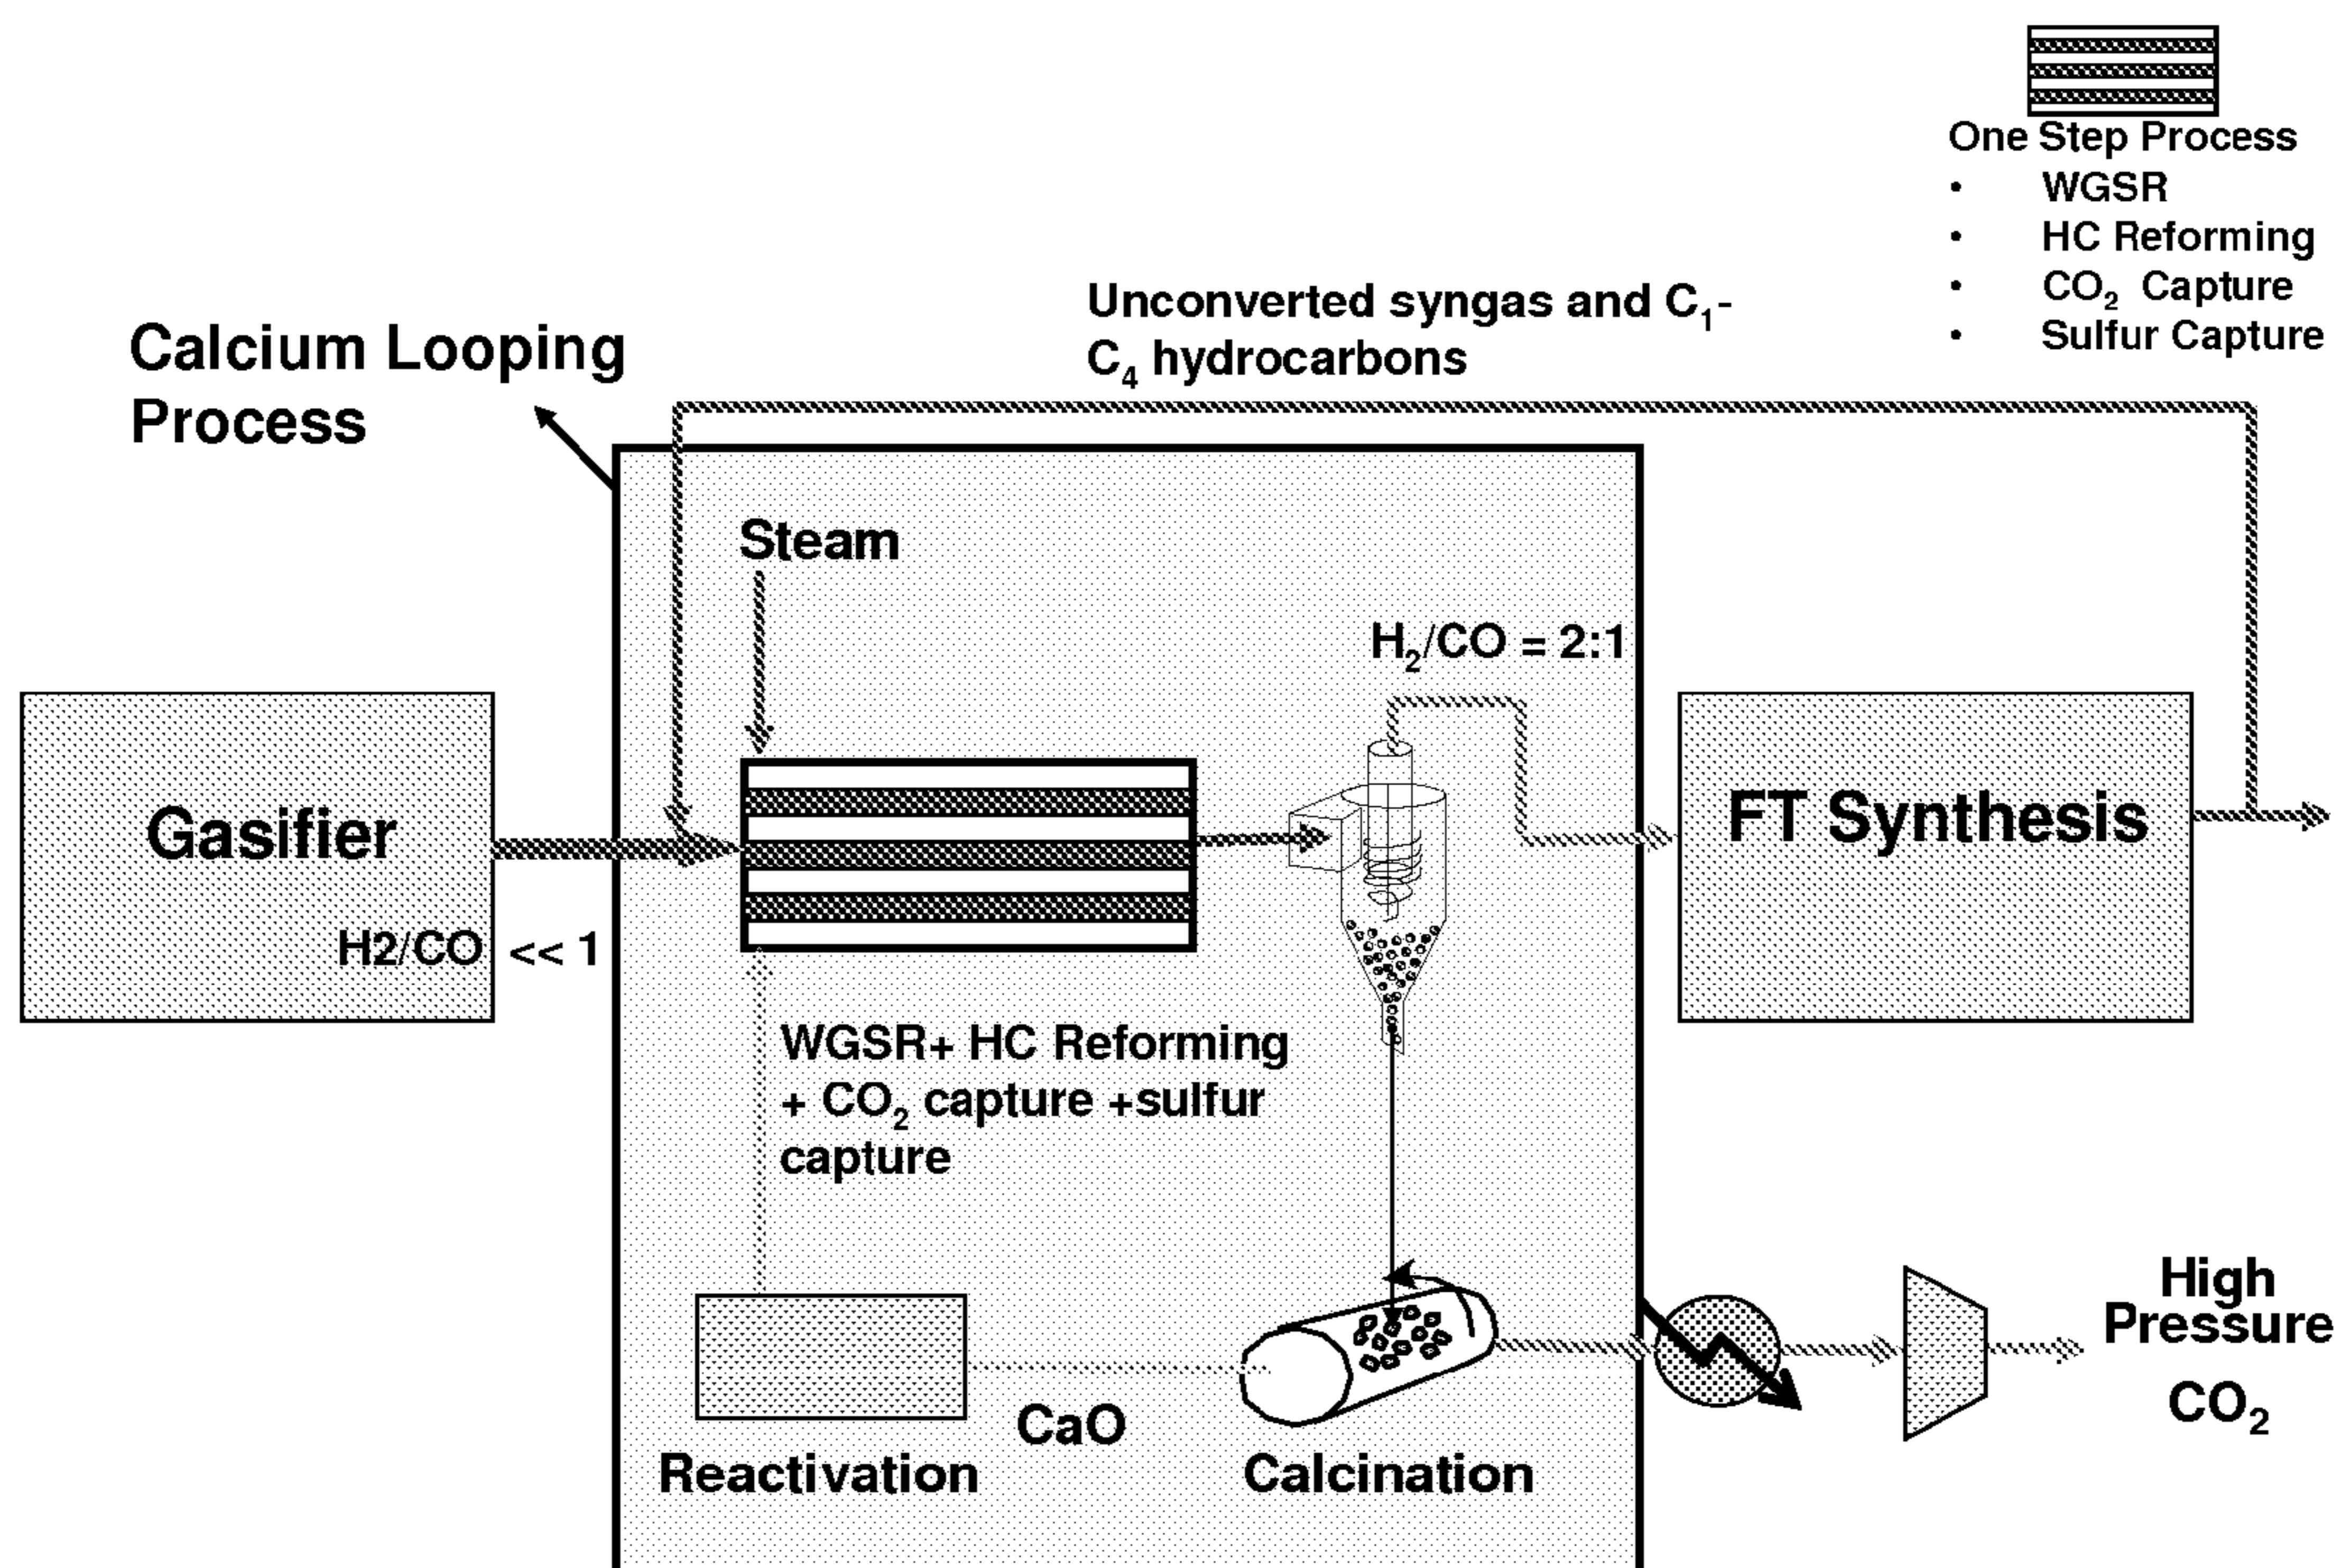 One Step Process
• WGSR
• HC Reforming
• CO₂ Capture
• Sulfur Capture
Unconverted syngas and C₁-
C₄ hydrocarbons
Calcium Looping
Process
Steam
H₂/CO = 2:1
Gasifier
FT Synthesis
H2/CO << 1
WGSR+ HC Reforming
+ CO₂ capture +sulfur
capture
High
Pressure
CO₂
CaO
Reactivation
Calcination